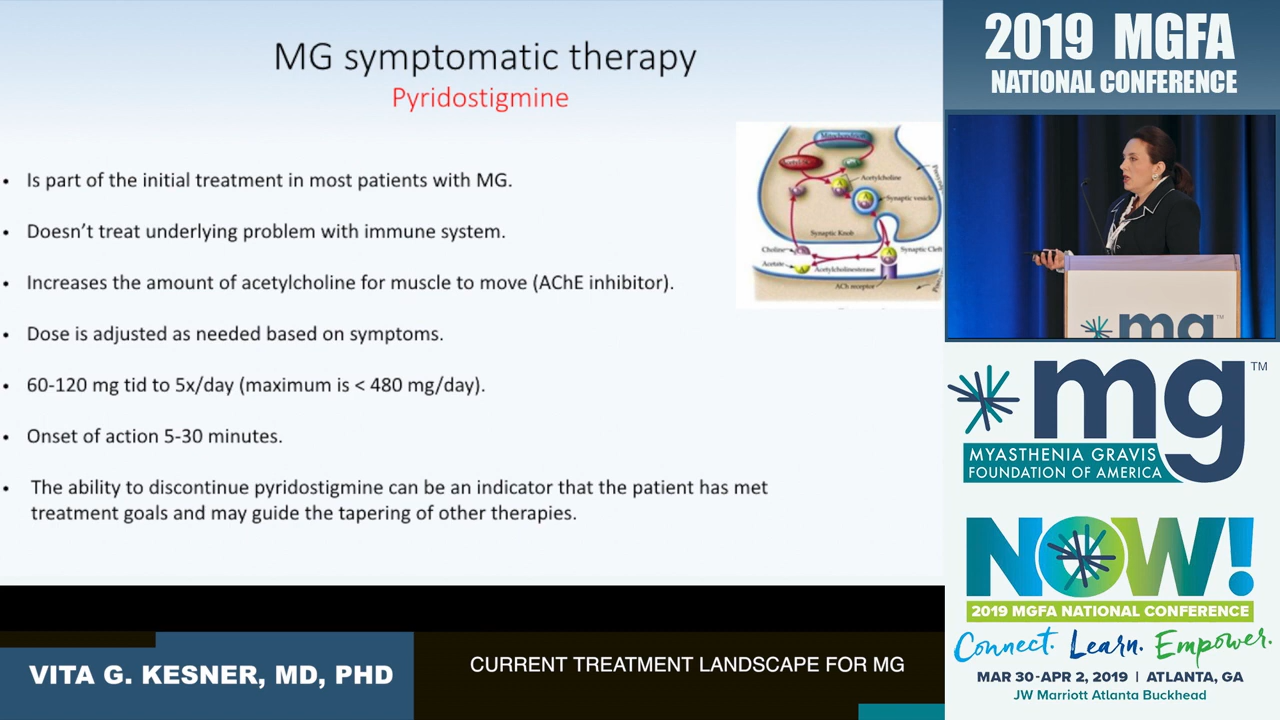 MG symptomatic therapy
Pyridostigmine
• Is part of the initial treatment in most patients with MG.
• Doesn’t treat underlying problem with immune system.
• Increases the amount of acetylcholine for muscle to move (AChE inhibitor).
• Dose is adjusted as needed based on symptoms.
• 60-120 mg tid to 5x/day (maximum is < 480 mg/day).
• Onset of action 5-30 minutes.
• The ability to discontinue pyridostigmine can be an indicator that the patient has met
treatment goals and may guide the tapering of other therapies.
Acetylcholine
Synaptic vesicle
Synaptic Knob
Choline
Synaptic Cleft
Acetate
Acetylcholinesterase
ACh receptor
VITA G. KESNER, MD, PHD
CURRENT TREATMENT LANDSCAPE FOR MG
2019 MGFA
NATIONAL CONFERENCE
mg
mg™
MYASTHENIA GRAVIS
FOUNDATION OF AMERICA
NOW!
2019 MGFA NATIONAL CONFERENCE
Connect. Learn. Empower.
MAR 30-APR 2, 2019 | ATLANTA, GA
JW Marriott Atlanta Buckhead